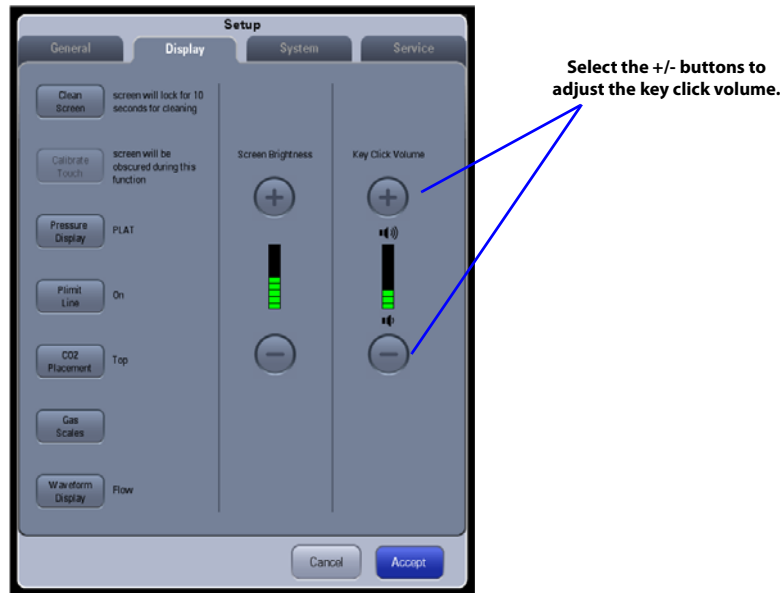 Setup
General
Display
System
Service
Clean
Screen
screen will lock for 10
seconds for cleaning
Calibrate
Touch
screen will be
obscured during this
function
Pressure
Display
PLAT
Plimit
Line
On
CO2
Placement
Top
Gas
Scales
Waveform
Display
Flow
Screen Brightness
Key Click Volume
Cancel
Accept
Select the +/- buttons to
adjust the key click volume.